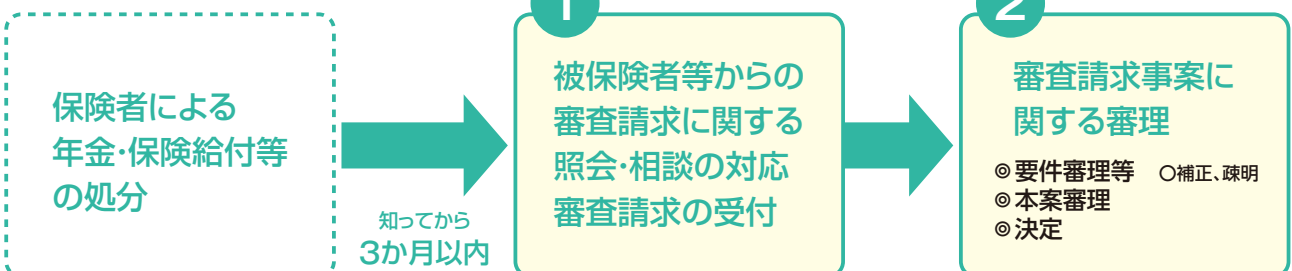 保険者による
年金・保険給付等
の処分
知ってから
3か月以内
1
被保険者等からの
審査請求に関する
照会・相談の対応
審査請求の受付
2
審査請求事案に
関する審理
◎要件審理等　○補正、疎明
◎本案審理
◎決定